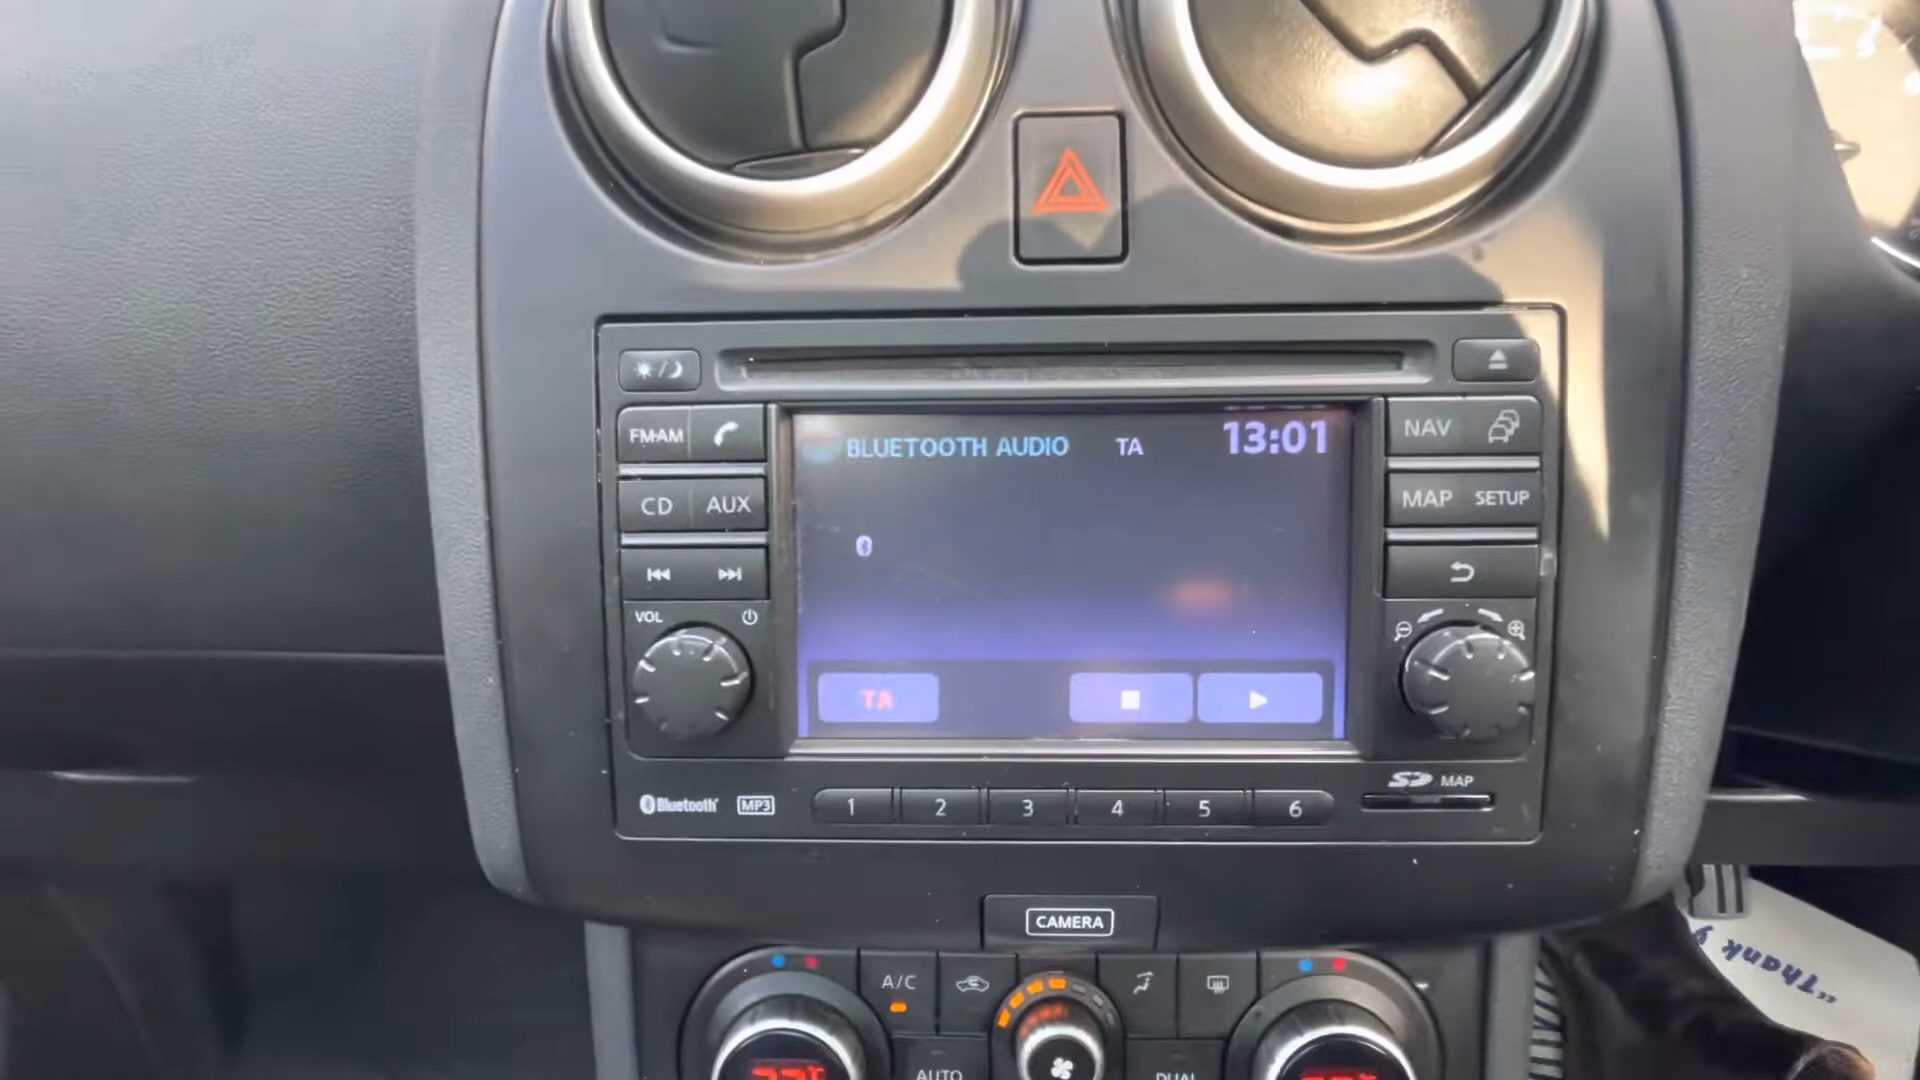 BLUETOOTH AUDIO TA 13:01
FM·AM
CD AUX
VOL
TA
NAV
MAP SETUP
Bluetooth MP3
1 2 3 4 5 6
SD MAP
CAMERA
A/C
AUTO
DUAL
"Thank y